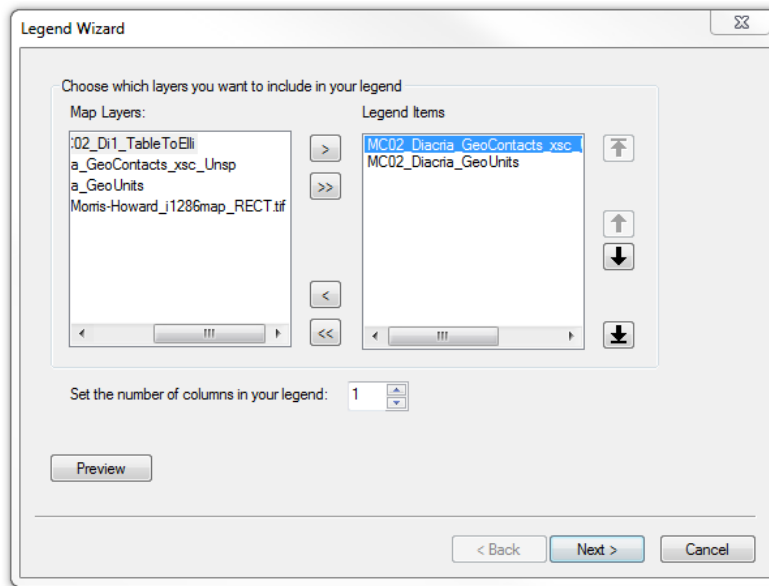 Legend Wizard
Choose which layers you want to include in your legend
Map Layers:
:02_Di1_TableToElli
a_GeoContacts_xsc_Unsp
a_GeoUnits
Morris-Howard_i1286map_RECT.tif
>
>>
<
<<
Legend Items
MC02_Diacria_GeoContacts_xsc_
MC02_Diacria_GeoUnits
Set the number of columns in your legend: 1
Preview
< Back
Next >
Cancel